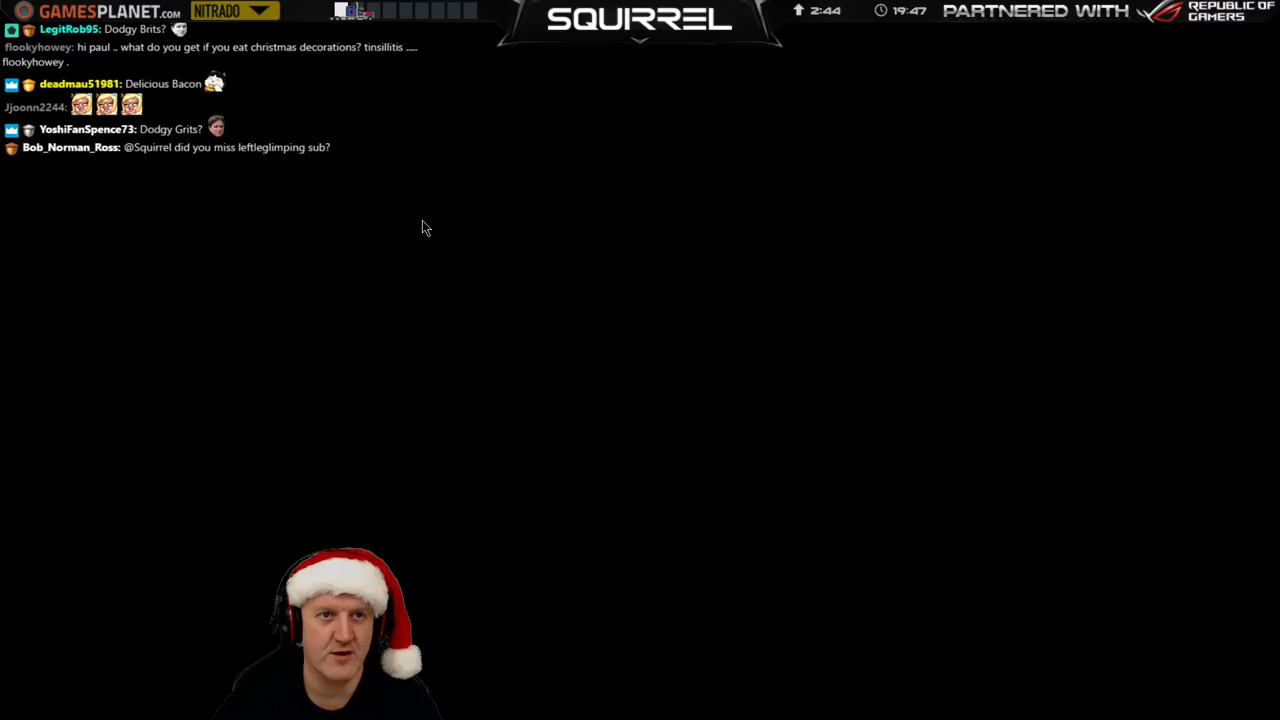 GAMESPLANET.COM NITRADO SQUIRREL 2:44 19:47 PARTNERED WITH REPUBLIC OF GAMERS
LegitRob95: Dodgy Brits?
flookyhowey: hi paul .. what do you get if you eat christmas decorations? tinsillitis .....
flookyhowey .
deadmau51981: Delicious Bacon
Jjoonn2244:
YoshiFanSpence73: Dodgy Grits?
Bob_Norman_Ross: @Squirrel did you miss leftleglimping sub?